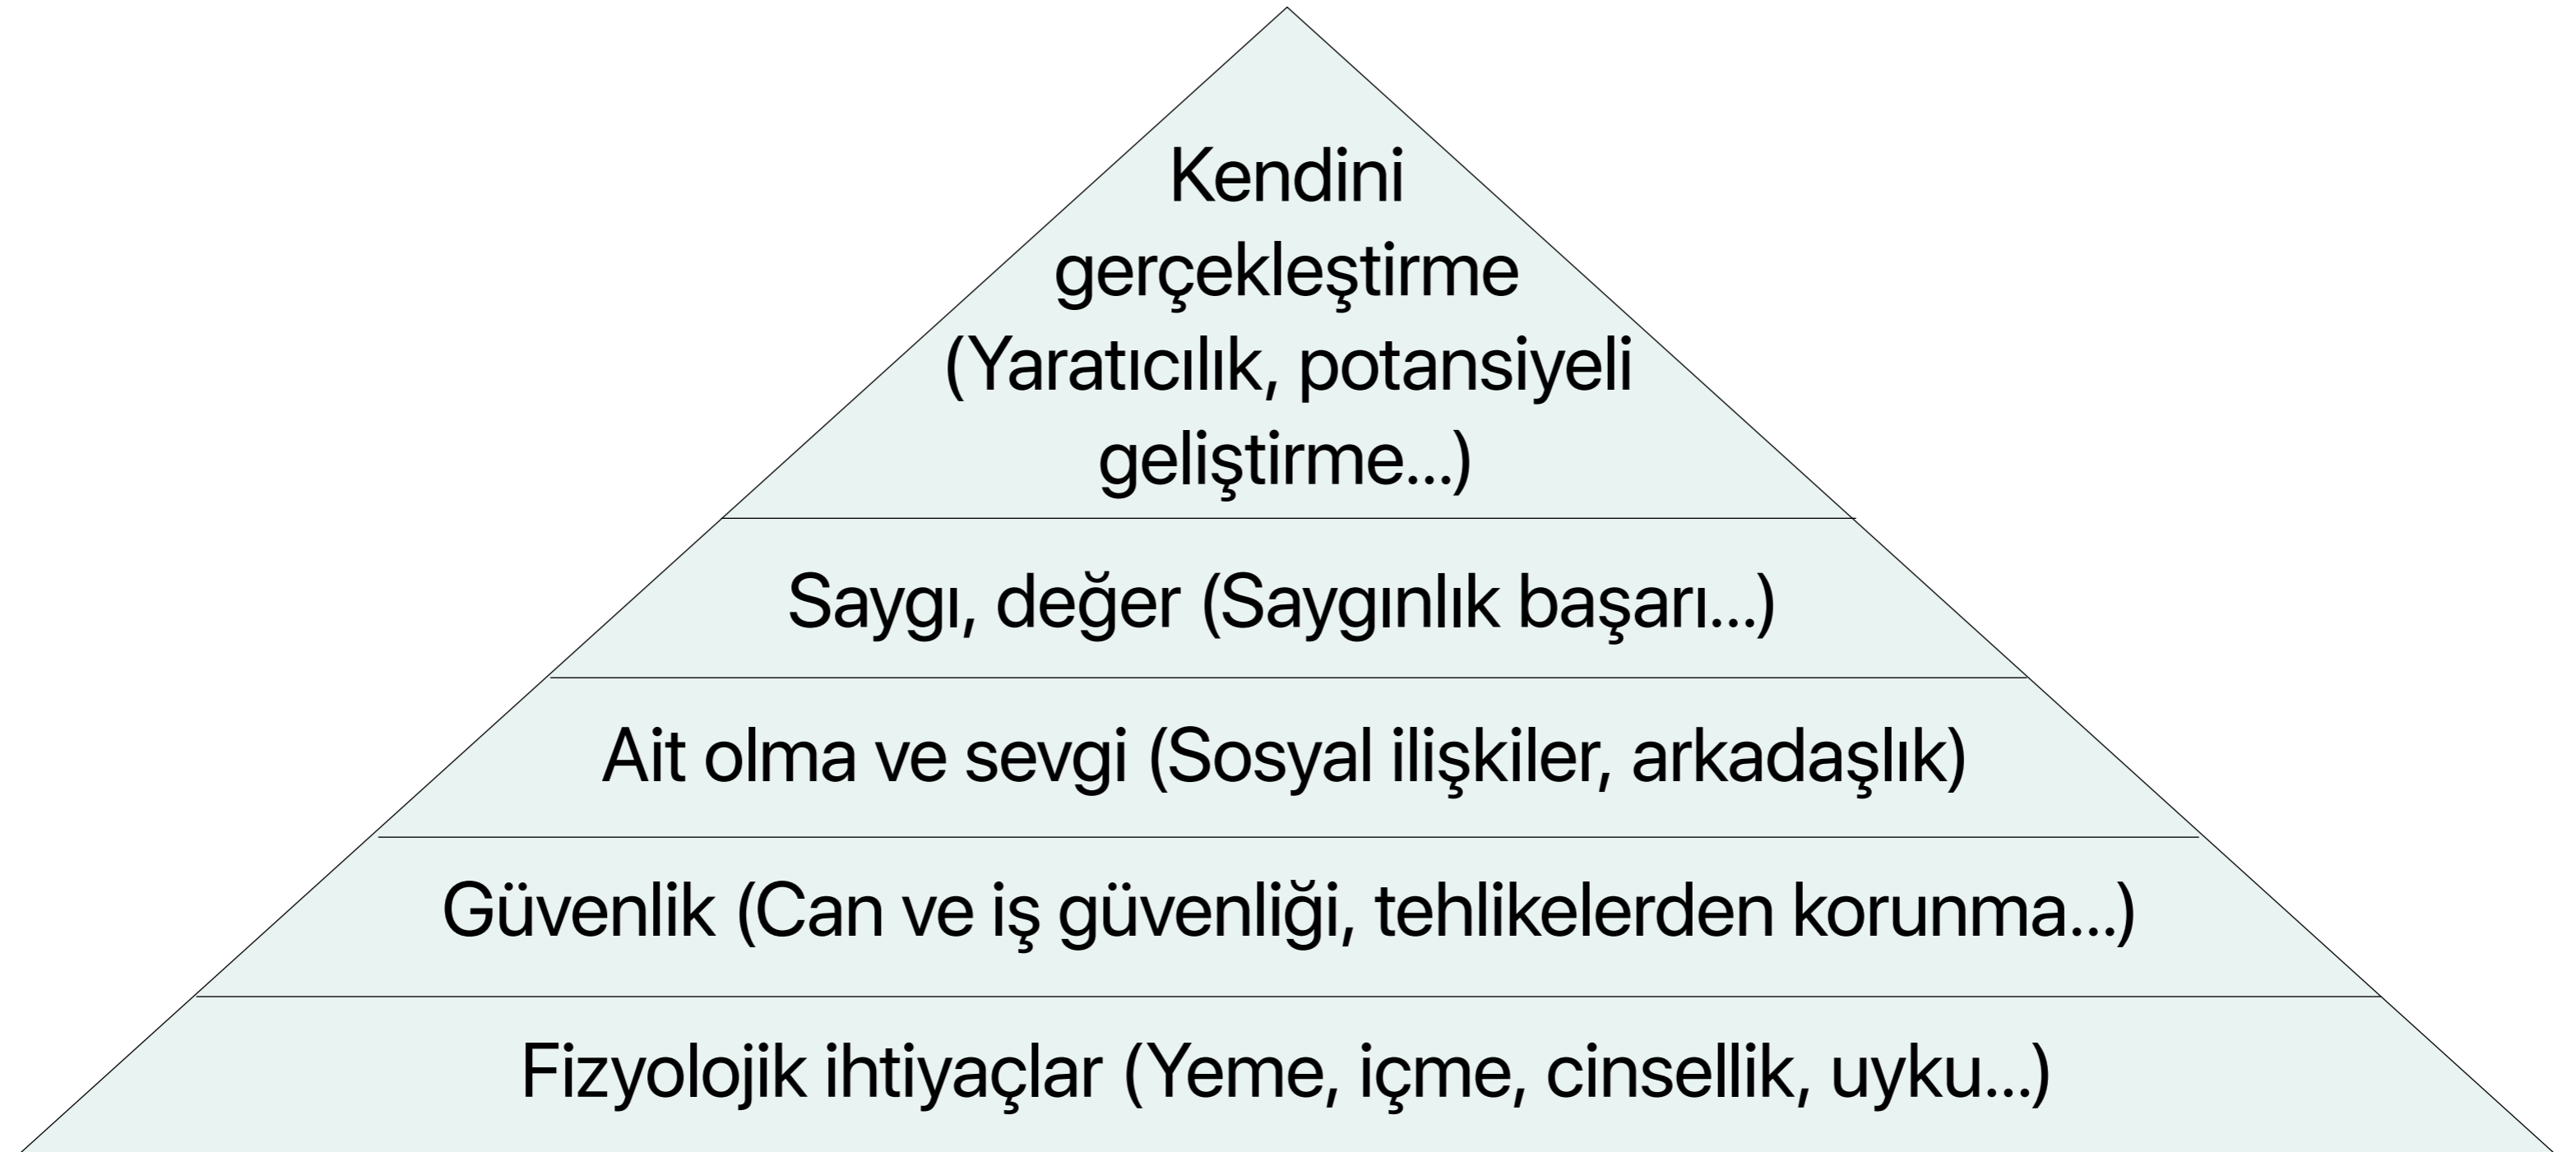 Kendini
gerçekleştirme
(Yaratıcılık, potansiyeli
geliştirme...)
Saygı, değer (Saygınlık başarı...)
Ait olma ve sevgi (Sosyal ilişkiler, arkadaşlık)
Güvenlik (Can ve iş güvenliği, tehlikelerden korunma...)
Fizyolojik ihtiyaçlar (Yeme, içme, cinsellik, uyku...)